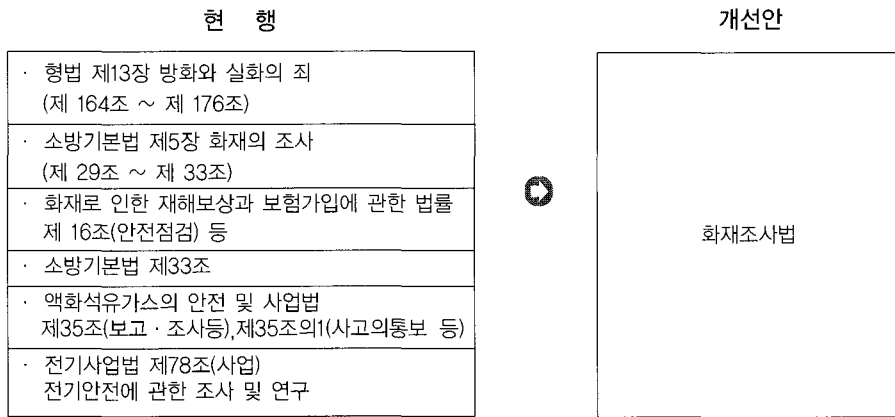 현 행
개선안
· 형법 제13장 방화와 실화의 죄
(제 164조 ~ 제 176조)
· 소방기본법 제5장 화재의 조사
(제 29조 ~ 제 33조)
· 화재로 인한 재해보상과 보험가입에 관한 법률
제 16조(안전점검) 등
· 소방기본법 제33조
· 액화석유가스의 안전 및 사업법
제35조(보고 · 조사등),제35조의1(사고의통보 등)
· 전기사업법 제78조(사업)
전기안전에 관한 조사 및 연구
화재조사법